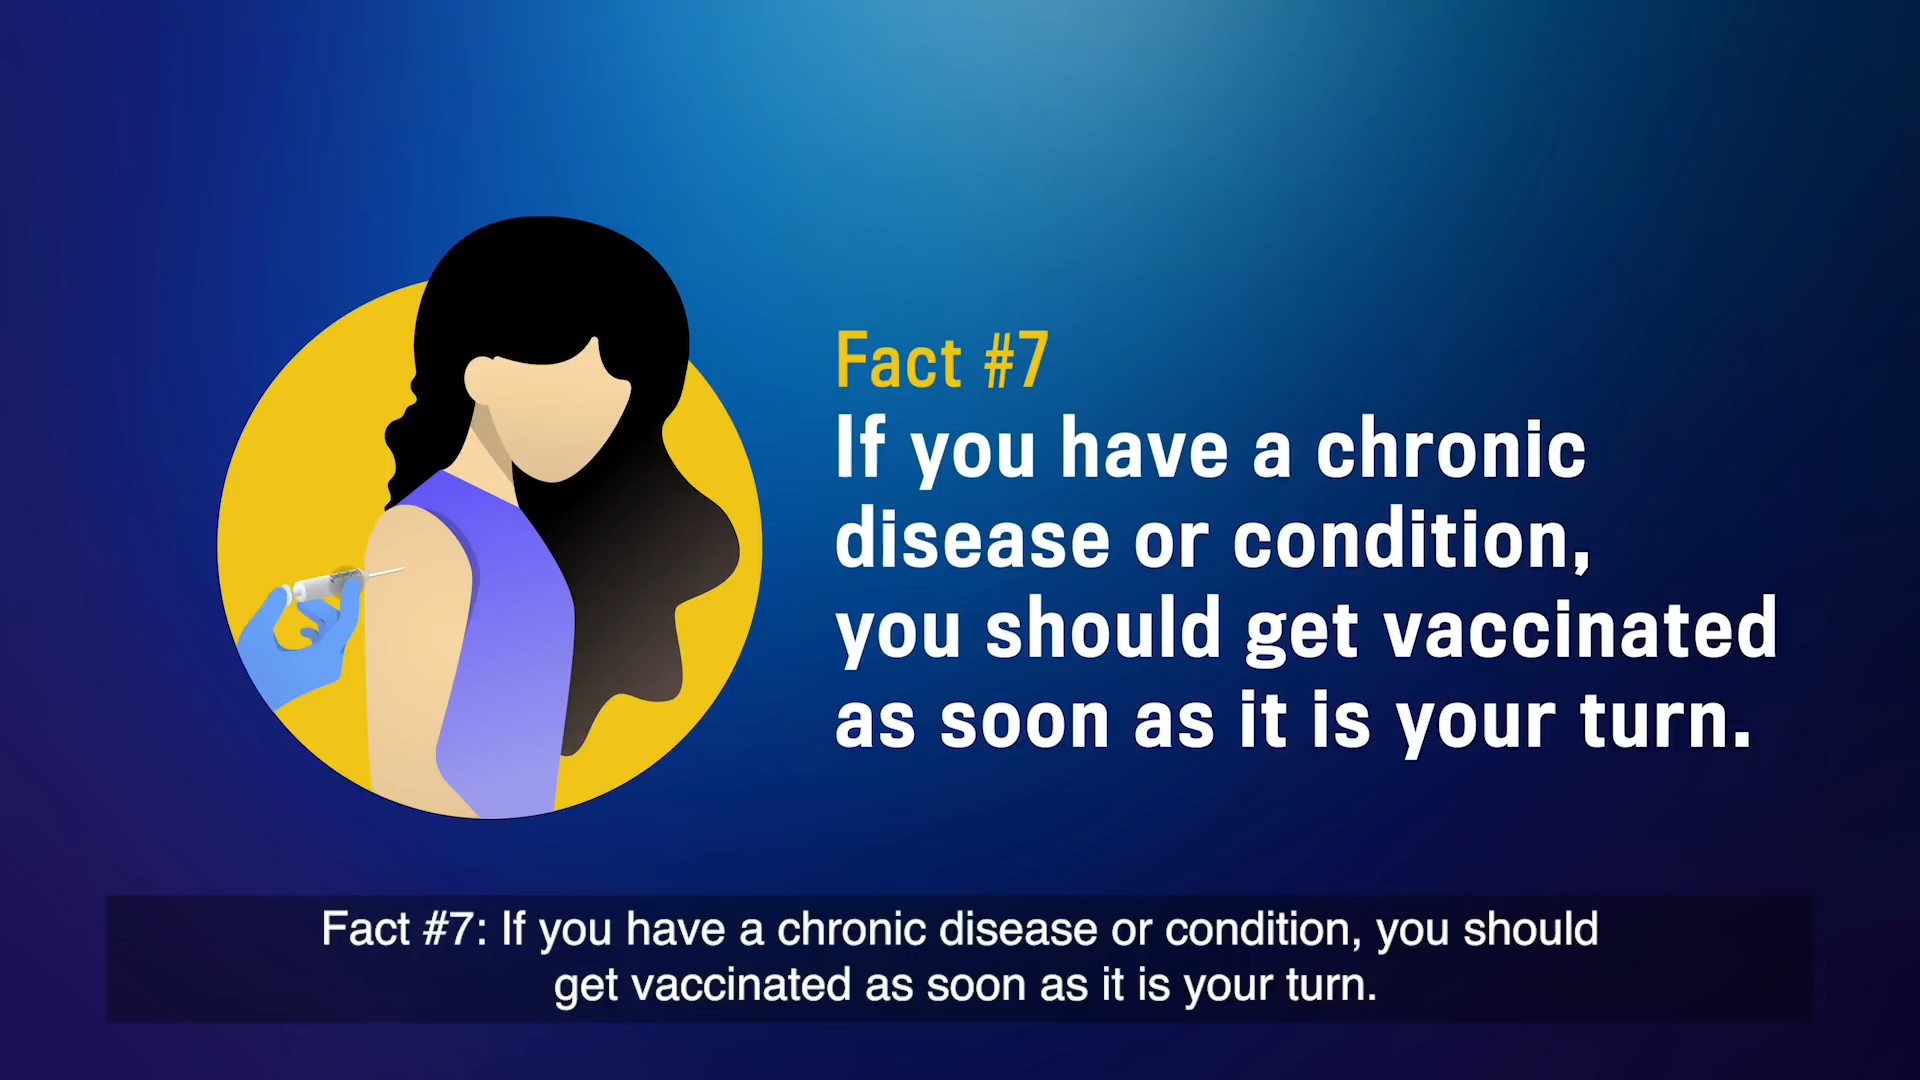 Fact #7
If you have a chronic
disease or condition,
you should get vaccinated
as soon as it is your turn.
Fact #7: If you have a chronic disease or condition, you should
get vaccinated as soon as it is your turn.